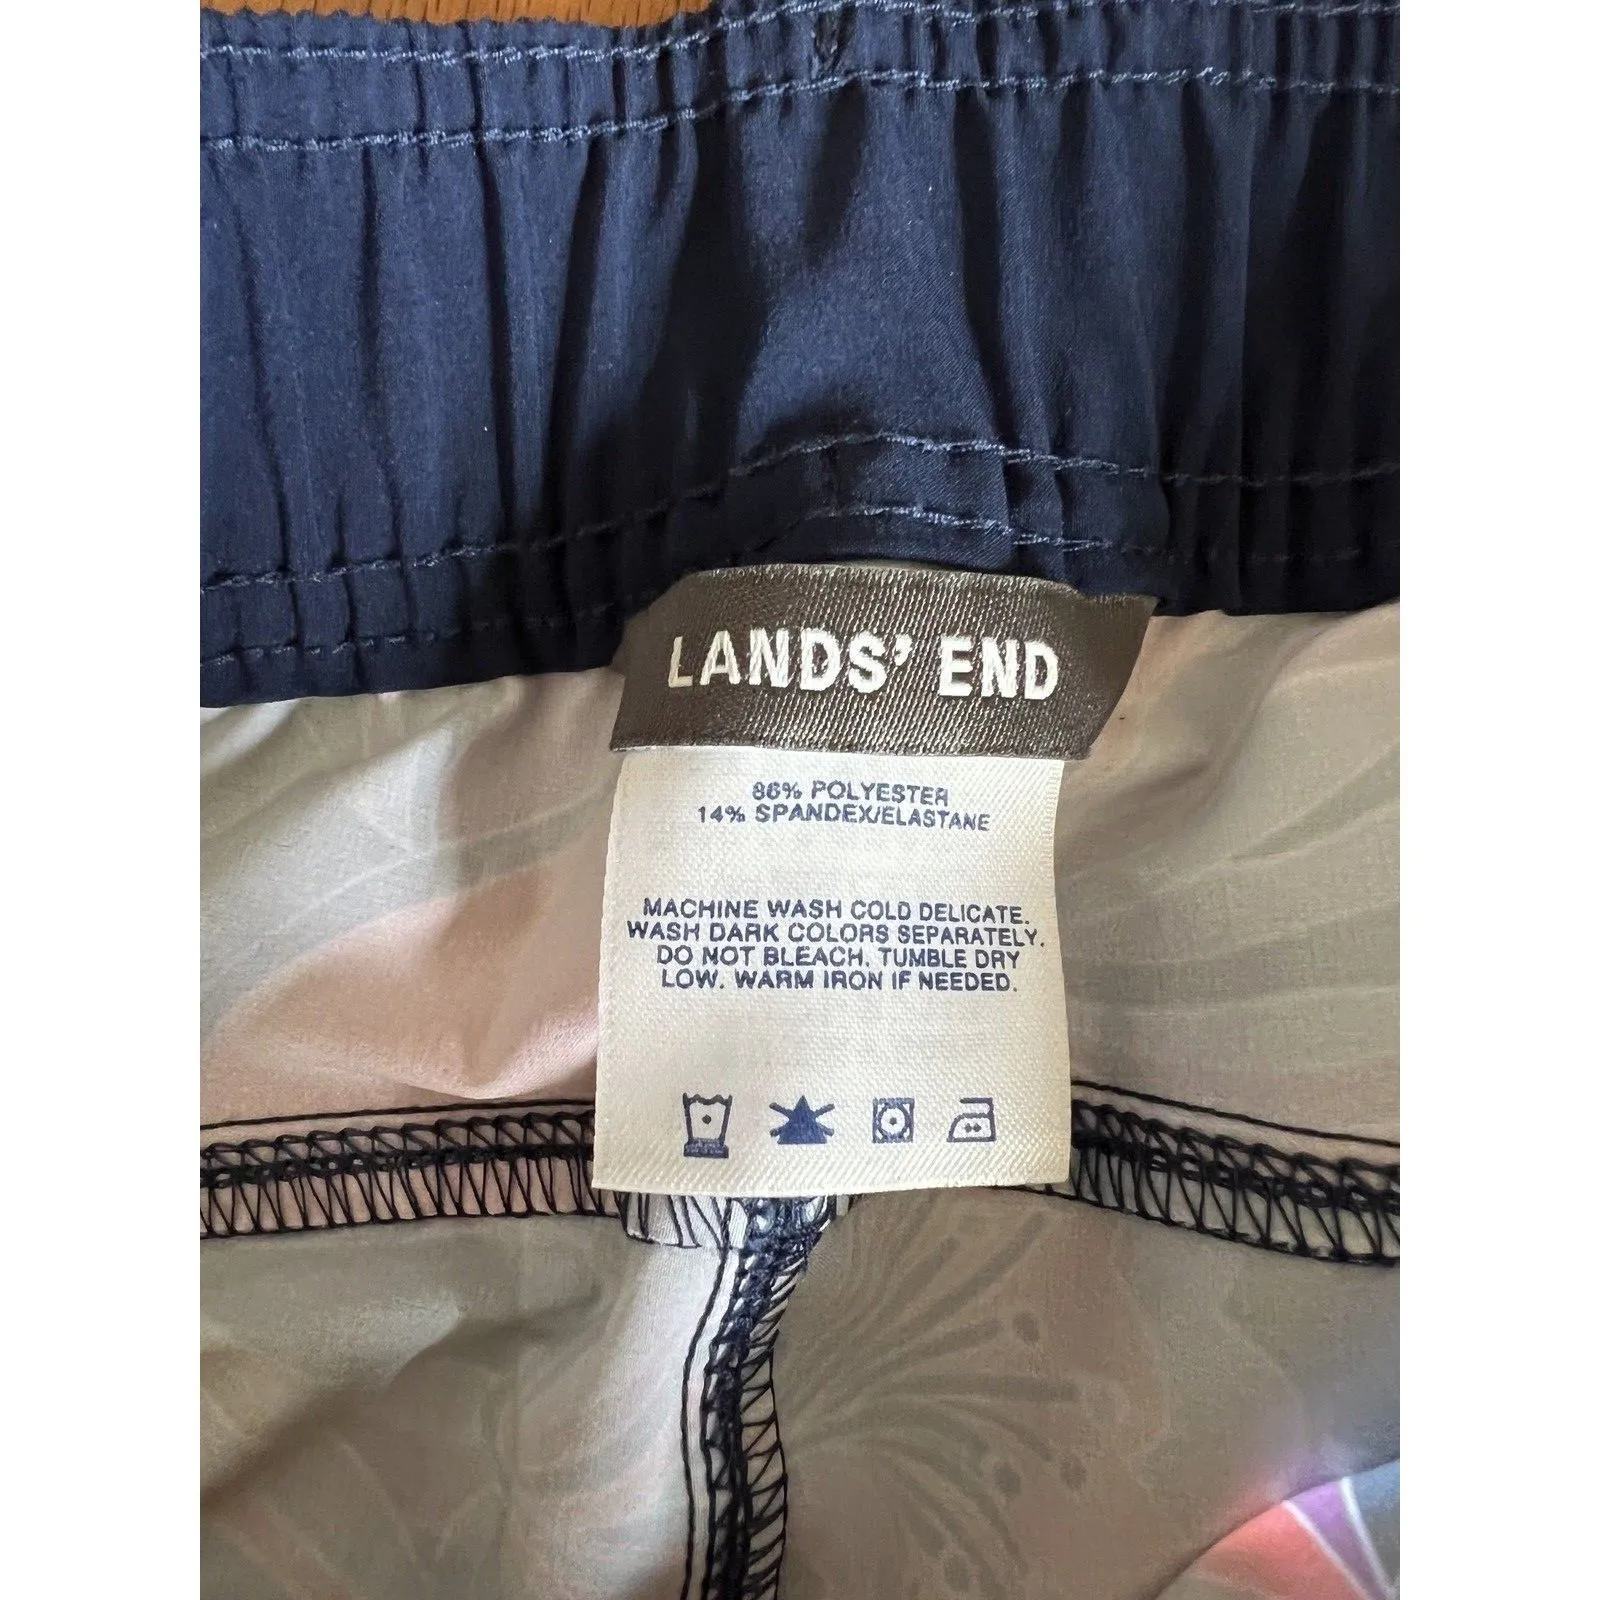 LANDS' END
86% POLYESTER
14% SPANDEX/ELASTANE
MACHINE WASH COLD DELICATE.
WASH DARK COLORS SEPARATELY.
DO NOT BLEACH. TUMBLE DRY
LOW. WARM IRON IF NEEDED.